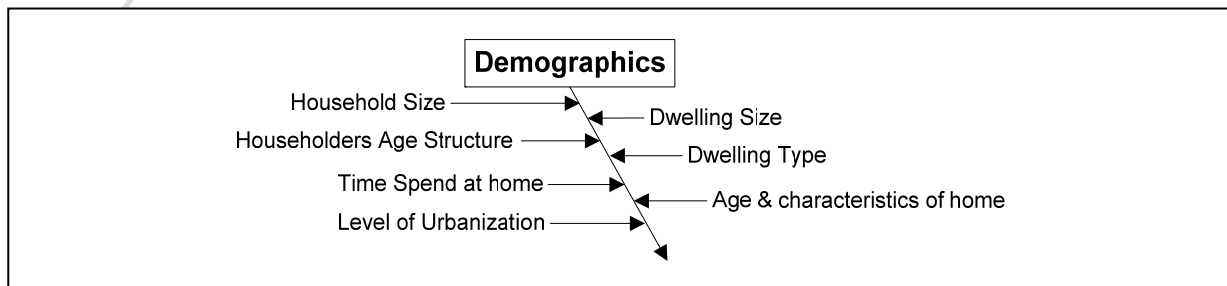 Demographics
Household Size
Dwelling Size
Householders Age Structure
Dwelling Type
Time Spend at home
Age & characteristics of home
Level of Urbanization